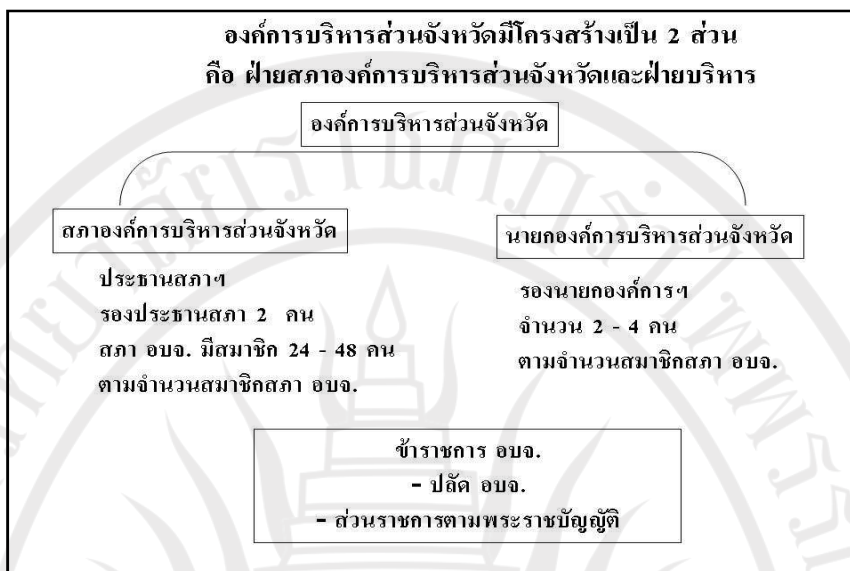 องค์การบริหารส่วนจังหวัดมีโครงสร้างเป็น 2 ส่วน
คือ ฝ่ายสภาองค์การบริหารส่วนจังหวัดและฝ่ายบริหาร
องค์การบริหารส่วนจังหวัด
สภาองค์การบริหารส่วนจังหวัด
ประธานสภาฯ
รองประธานสภา 2 คน
สภา อบจ. มีสมาชิก 24 - 48 คน
ตามจำนวนสมาชิกสภา อบจ.
นายกองค์การบริหารส่วนจังหวัด
รองนายกองค์การฯ
จำนวน 2 - 4 คน
ตามจำนวนสมาชิกสภา อบจ.
ข้าราชการ อบจ.
- ปลัด อบจ.
- ส่วนราชการตามพระราชบัญญัติ